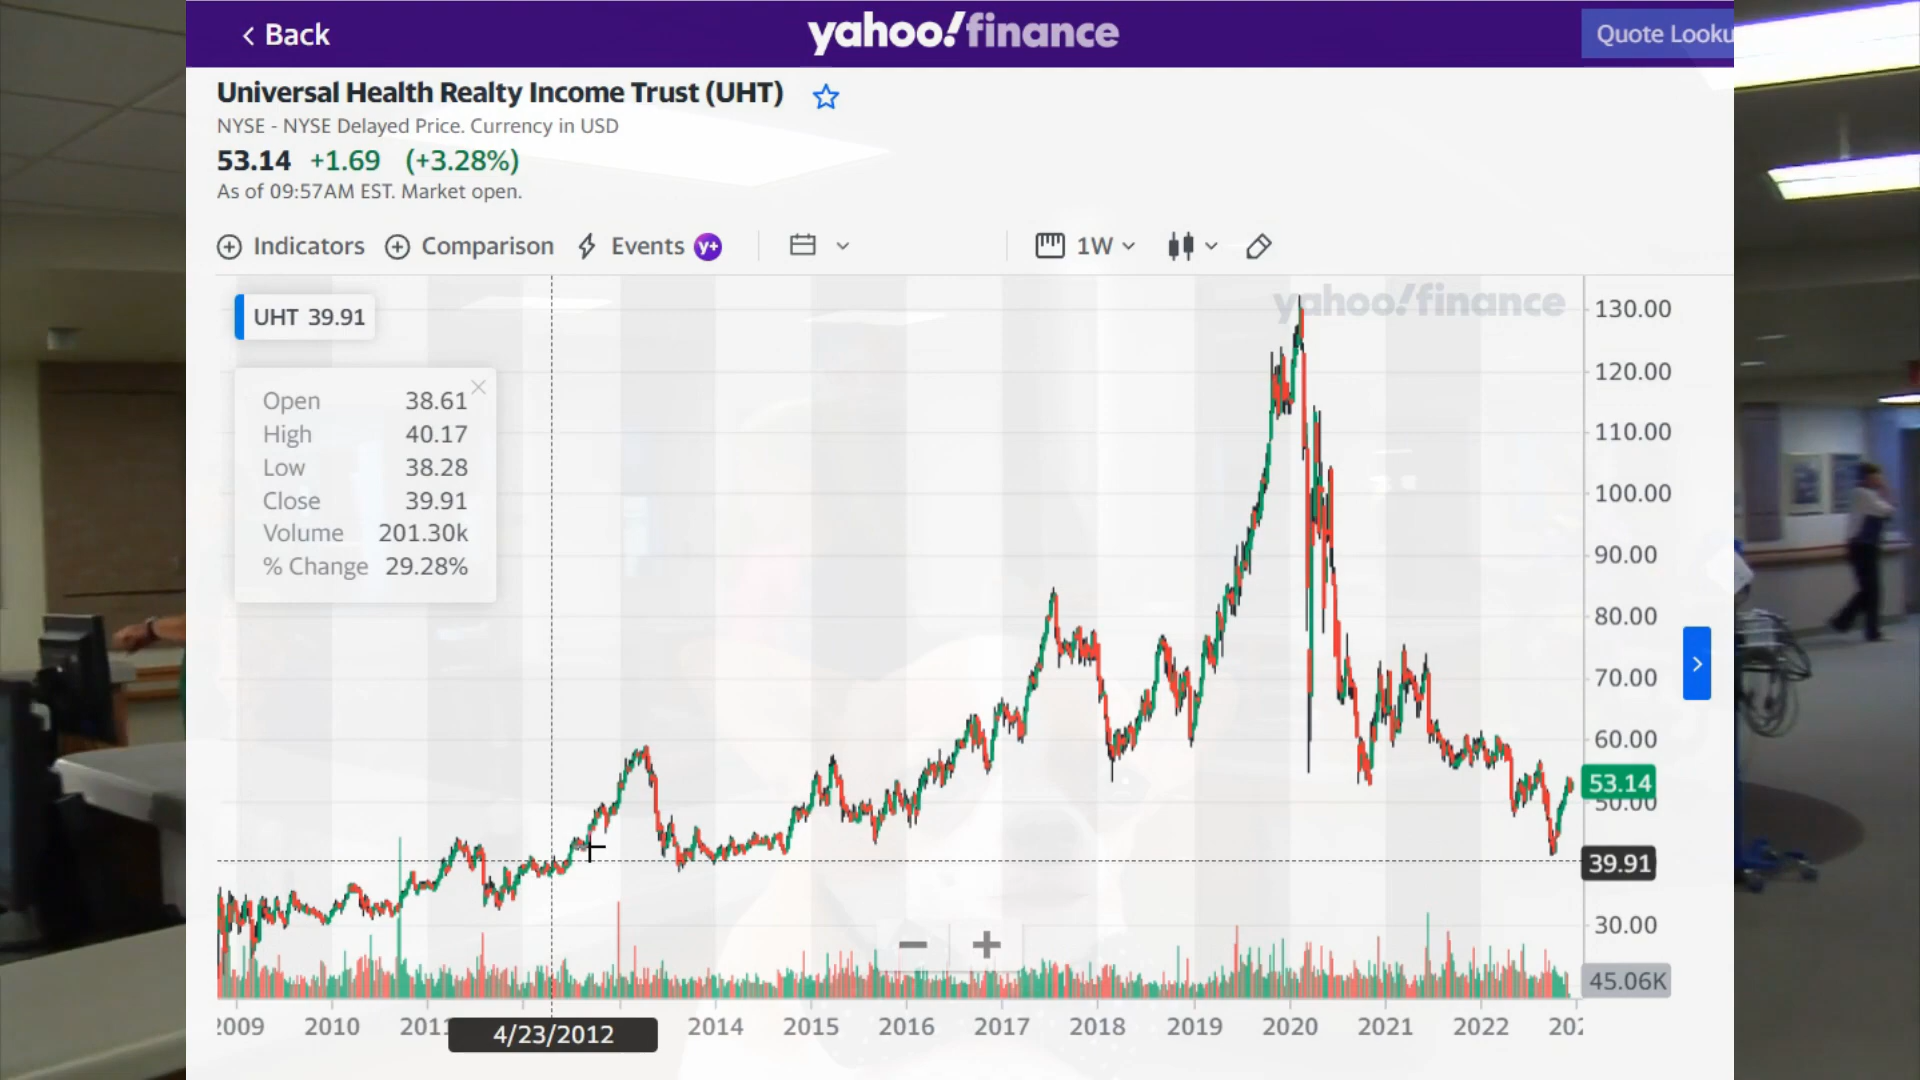 Back
yahoo!finance
Quote Looku
Universal Health Realty Income Trust (UHT)
NYSE - NYSE Delayed Price. Currency in USD
53.14 +1.69 (+3.28%)
As of 09:57AM EST. Market open.
Indicators Comparison Events y+ 1W
UHT 39.91
yahoo!finance
Open 38.61
High 40.17
Low 38.28
Close 39.91
Volume 201.30k
% Change 29.28%
130.00
120.00
110.00
100.00
90.00
80.00
70.00
60.00
53.14
50.00
39.91
30.00
45.06K
2009 2010 2011 4/23/2012 2014 2015 2016 2017 2018 2019 2020 2021 2022 202